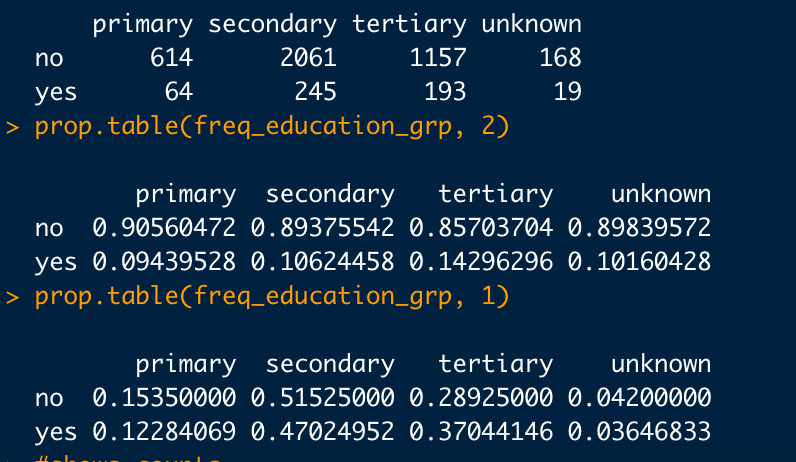 primary secondary tertiary unknown
no 614 2061 1157 168
yes 64 245 193 19
> prop.table(freq_education_grp, 2)
primary secondary tertiary unknown
no 0.90560472 0.89375542 0.85703704 0.89839572
yes 0.09439528 0.10624458 0.14296296 0.10160428
> prop.table(freq_education_grp, 1)
primary secondary tertiary unknown
no 0.15350000 0.51525000 0.28925000 0.04200000
yes 0.12284069 0.47024952 0.37044146 0.03646833